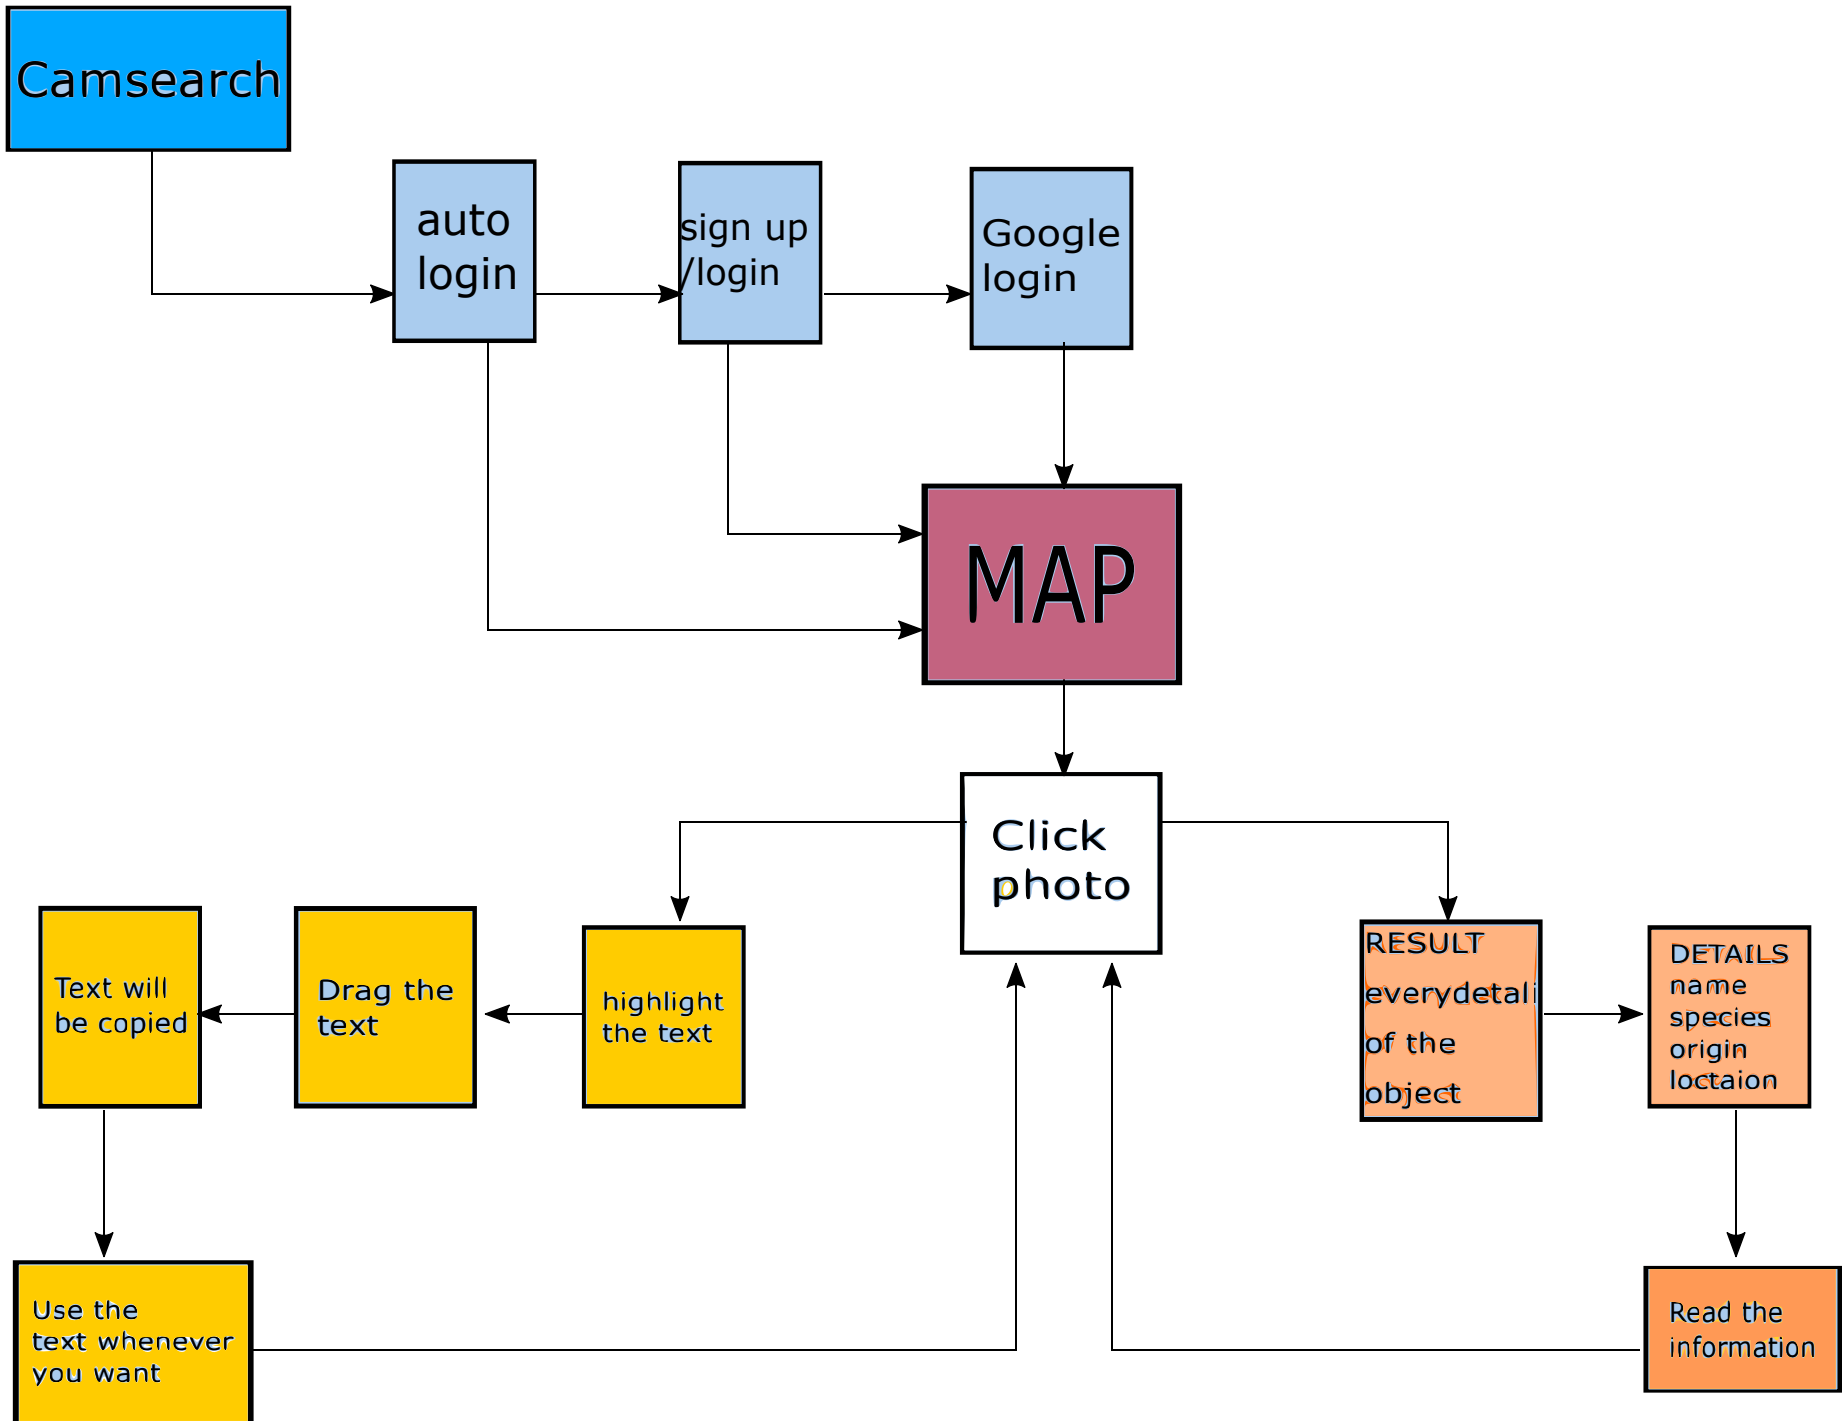 Camsearch
auto
login
sign up
/login
Google
login
MAP
Click
photo
Text will
be copied
Drag the
text
highlight
the text
RESULT
everydetali
of the
object
DETAILS
name
species
origin
loctaion
Use the
text whenever
you want
Read the
information